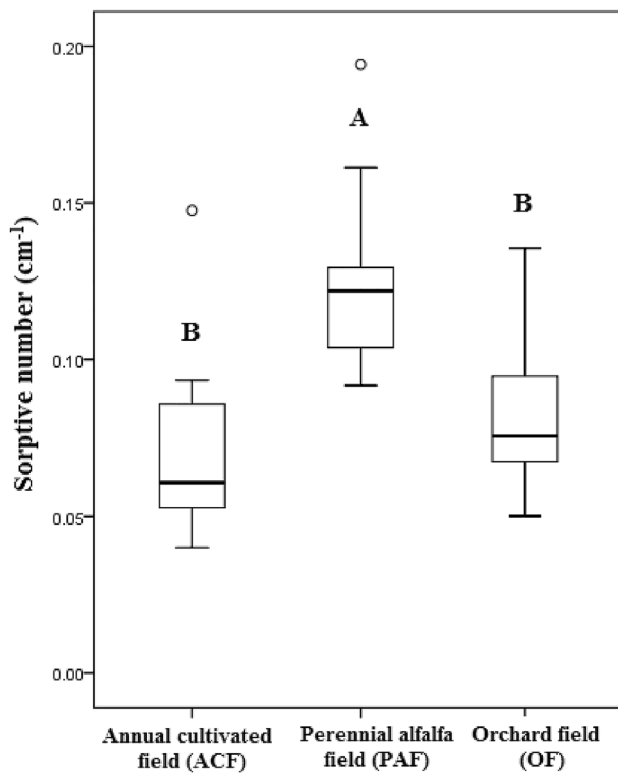 0.20
0.15
0.10
0.05
0.00
Sorptive number (cm⁻¹)
B
A
B
Annual cultivated
field (ACF)
Perennial alfalfa
field (PAF)
Orchard field
(OF)